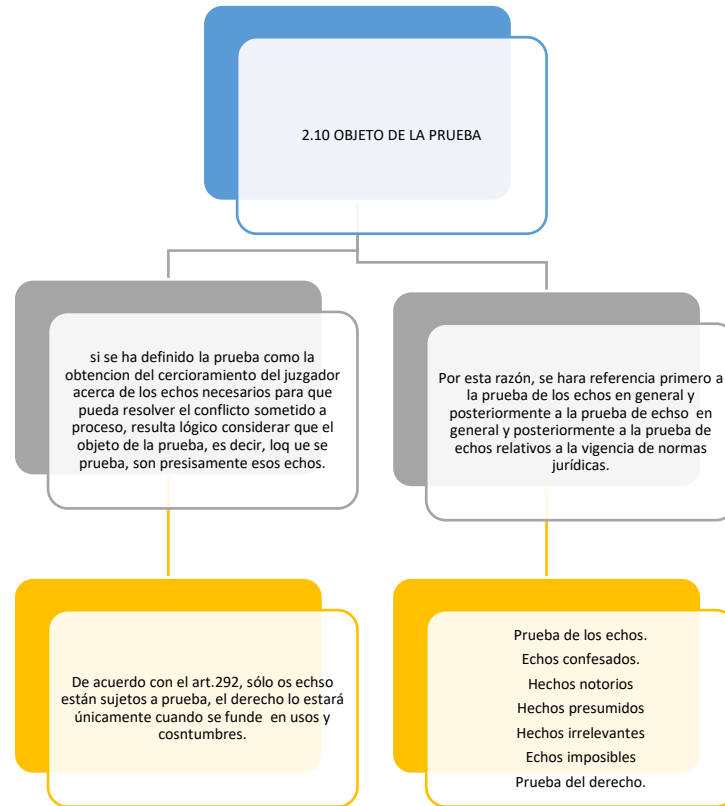 2.10 OBJETO DE LA PRUEBA
si se ha definido la prueba como la
obtencion del cercioramiento del juzgador
acerca de los echos necesarios para que
pueda resolver el conflicto sometido a
proceso, resulta lógico considerar que el
objeto de la prueba, es decir, loq ue se
prueba, son presisamente esos echos.
Por esta razón, se hara referencia primero a
la prueba de los echos en general y
posteriormente a la prueba de echso en
general y posteriormente a la prueba de
echos relativos a la vigencia de normas
jurídicas.
De acuerdo con el art.292, sólo os echso
están sujetos a prueba, el derecho lo estará
únicamente cuando se funde en usos y
cosntumbres.
Prueba de los echos.
Echos confesados.
Hechos notorios
Hechos presumidos
Hechos irrelevantes
Echos imposibles
Prueba del derecho.